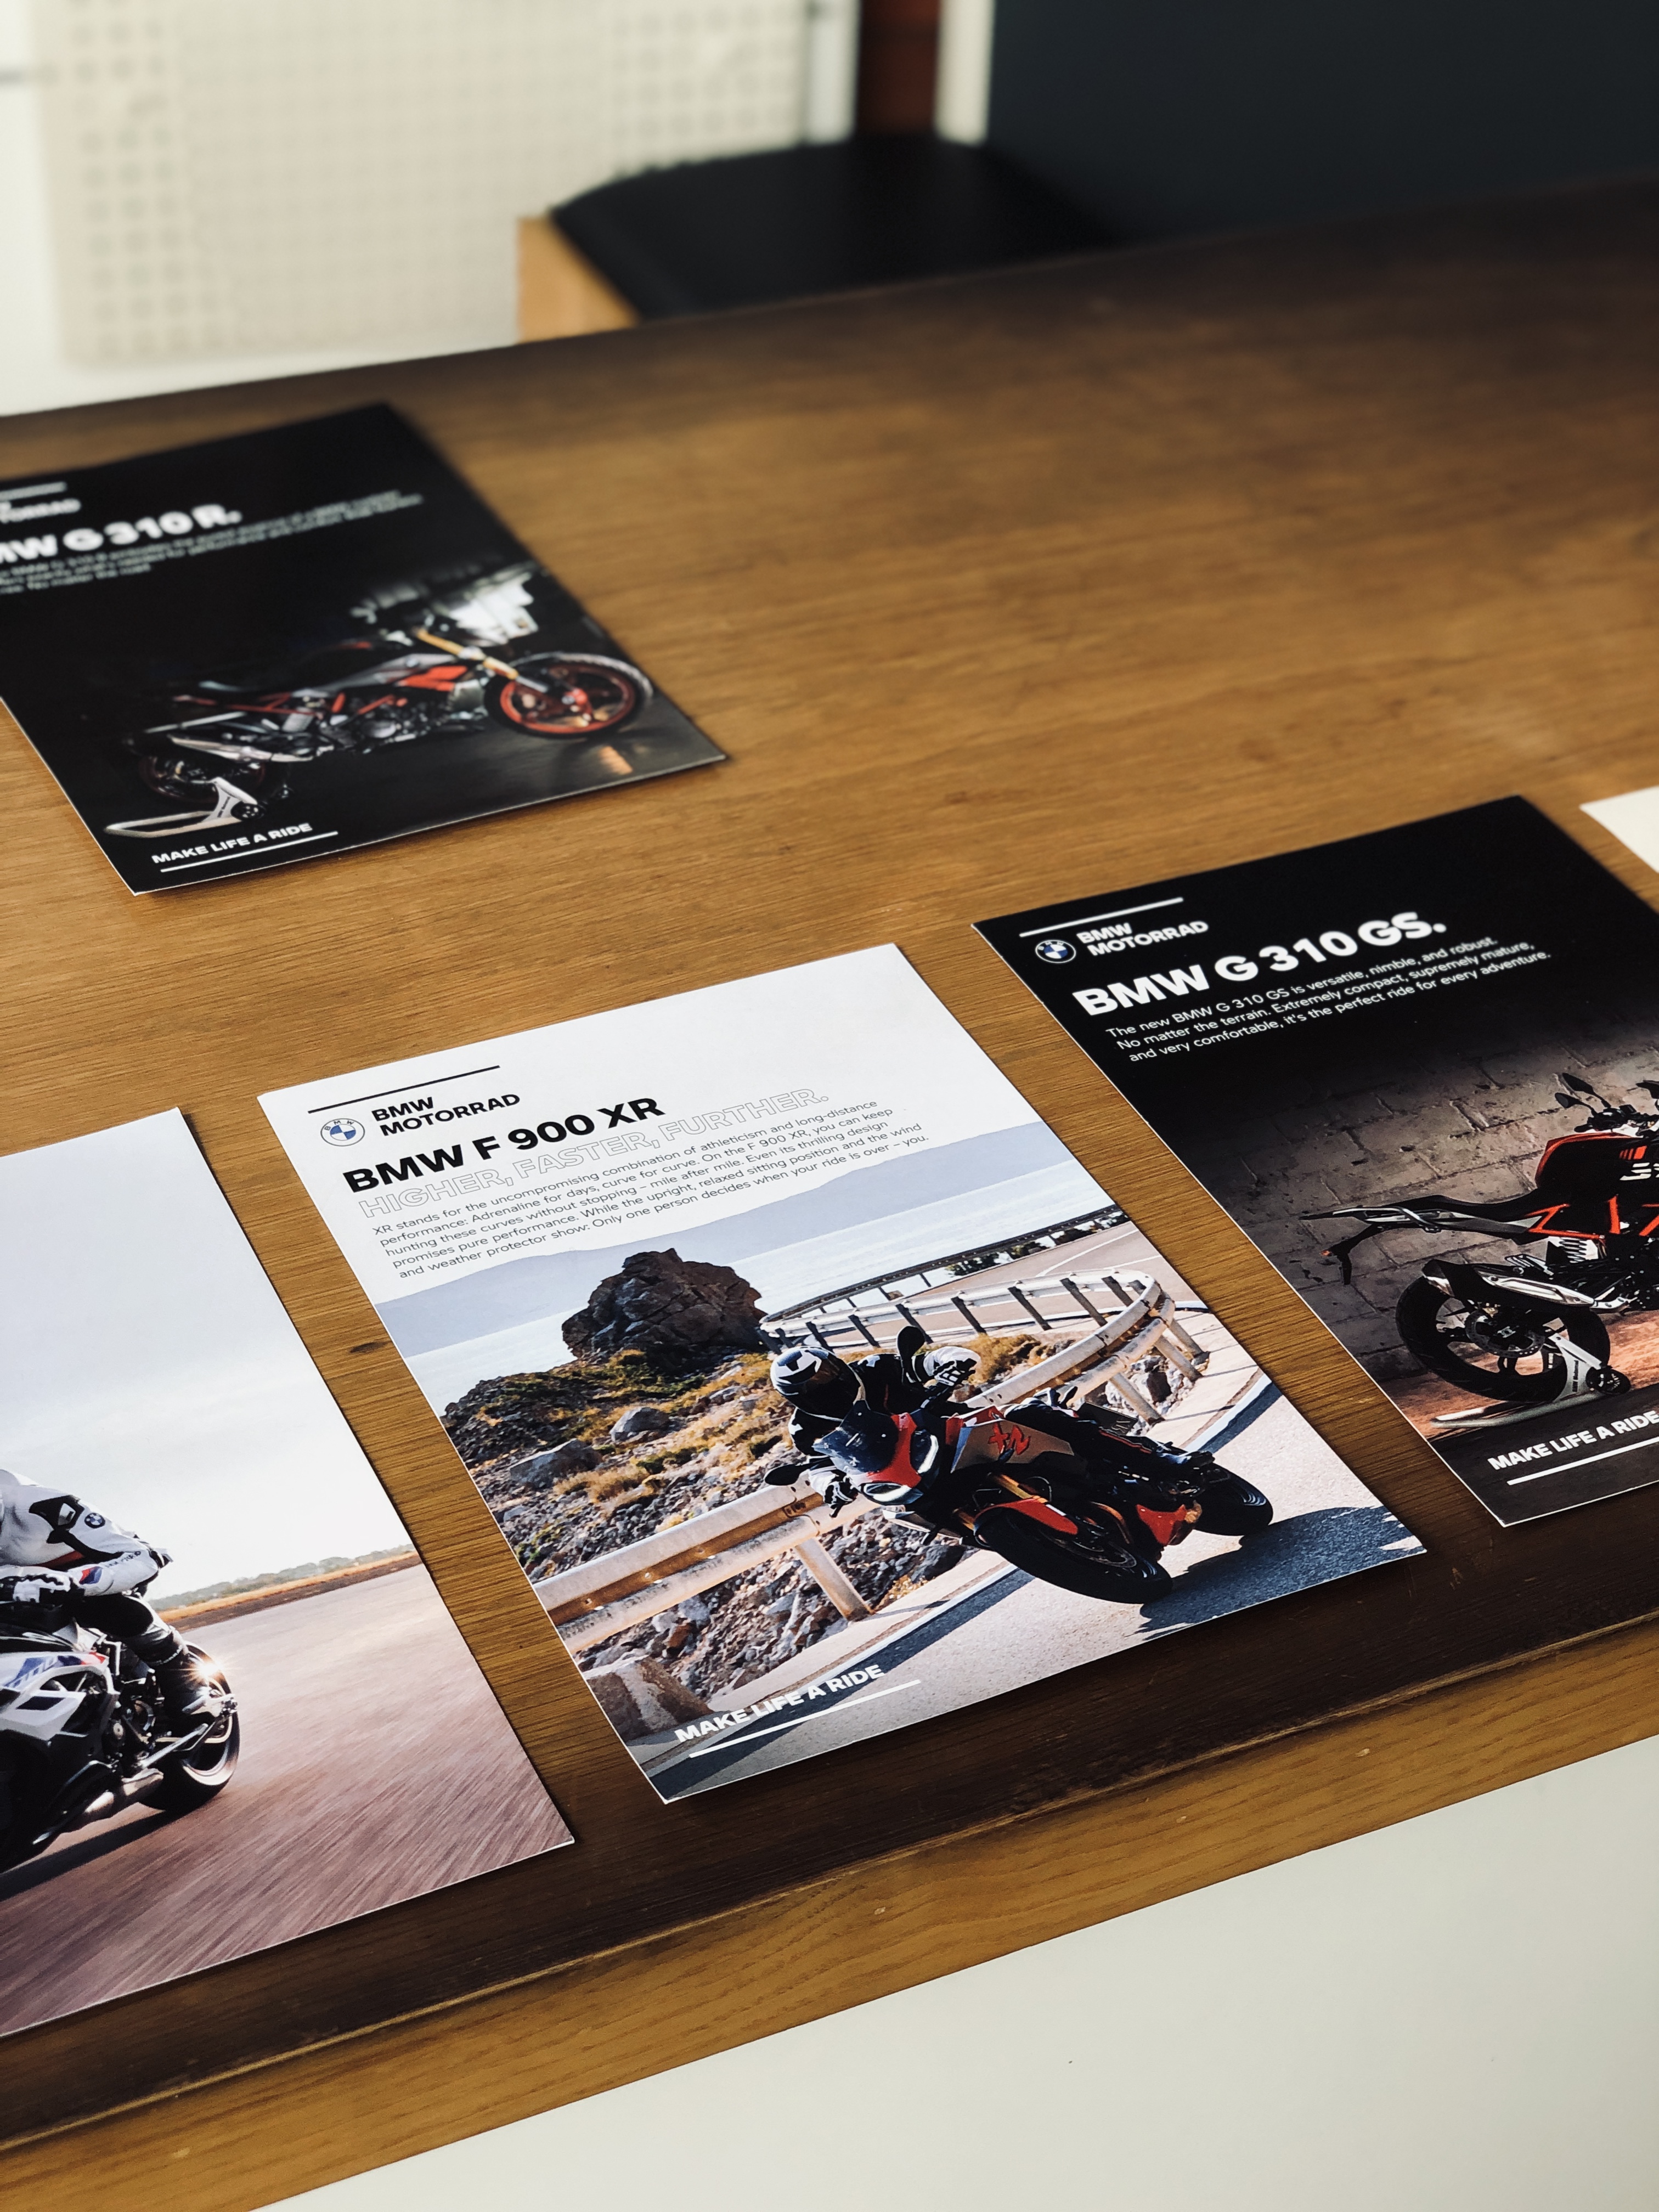 MW G 310 R.
MAKE LIFE A RIDE
BMW
MOTORRAD
BMW F 900 XR
HIGHER, FASTER, FURTHER.
XR stands for the uncompromising combination of athleticism and long-distance
performance: Adrenaline for days, curve for curve. On the F 900 XR, you can keep
hunting these curves without stopping – mile after mile. Even its thrilling design
promises pure performance. While the upright, relaxed sitting position and the wind
and weather protector show: Only one person decides when your ride is over – you.
XR
MAKE LIFE A RIDE
BMW
MOTORRAD
BMW G 310 GS.
The new BMW G 310 GS is versatile, nimble, and robust.
No matter the terrain. Extremely compact, supremely mature,
and very comfortable, it's the perfect ride for every adventure.
MAKE LIFE A RIDE